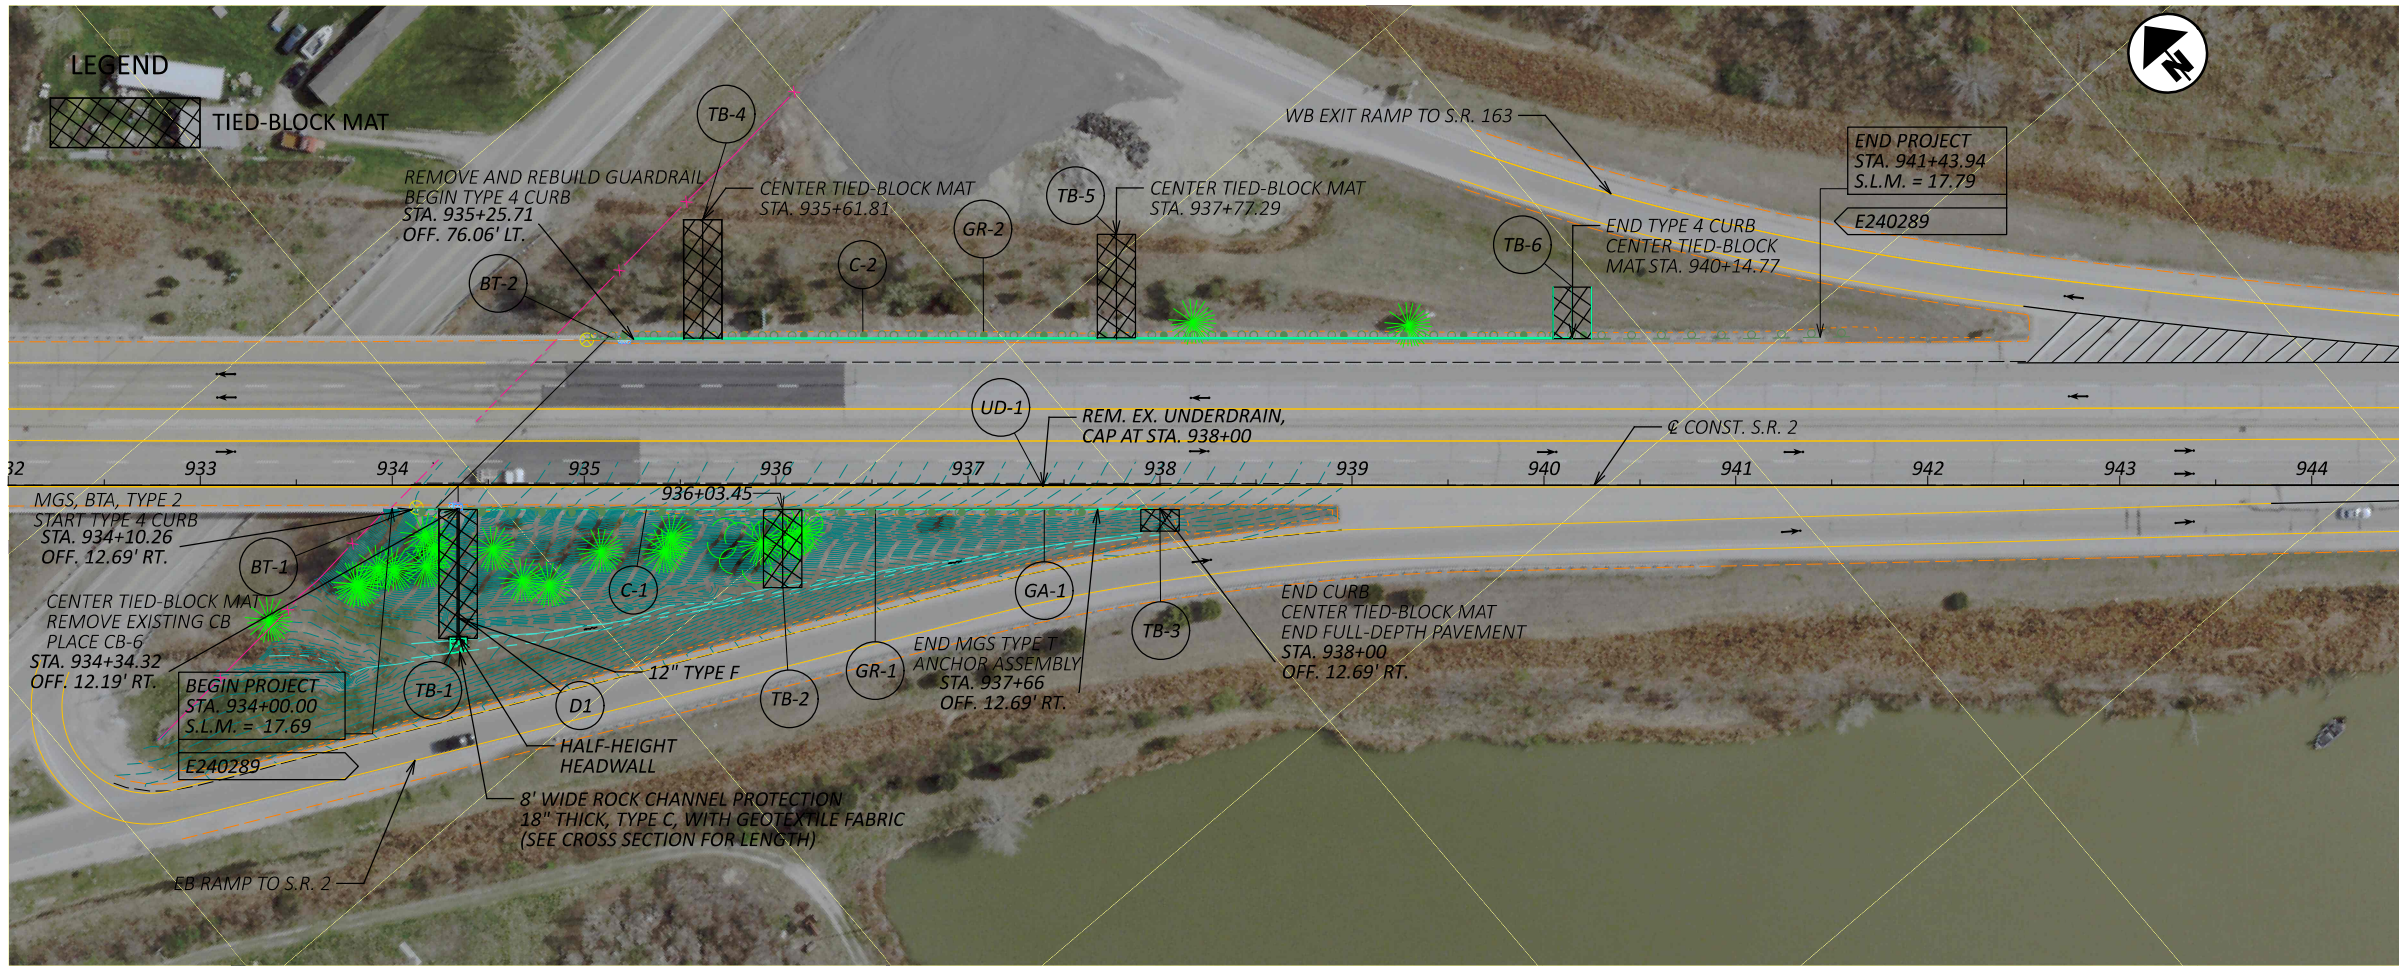 LEGEND
TIED-BLOCK MAT
N
TB-4
WB EXIT RAMP TO S.R. 163
END PROJECT
STA. 941+43.94
S.L.M. = 17.79
E240289
REMOVE AND REBUILD GUARDRAIL
BEGIN TYPE 4 CURB
STA. 935+25.71
OFF. 76.06' LT.
CENTER TIED-BLOCK MAT
STA. 935+61.81
TB-5
CENTER TIED-BLOCK MAT
STA. 937+77.29
GR-2
C-2
BT-2
TB-6
END TYPE 4 CURB
CENTER TIED-BLOCK
MAT STA. 940+14.77
UD-1
REM. EX. UNDERDRAIN,
CAP AT STA. 938+00
℄ CONST. S.R. 2
32 933 934 935 936 937 938 939 940 941 942 943 944
936+03.45
MGS, BTA, TYPE 2
START TYPE 4 CURB
STA. 934+10.26
OFF. 12.69' RT.
BT-1
C-1
GA-1
TB-3
CENTER TIED-BLOCK MAT
REMOVE EXISTING CB
PLACE CB-6
STA. 934+34.32
OFF. 12.19' RT.
END CURB
CENTER TIED-BLOCK MAT
END FULL-DEPTH PAVEMENT
STA. 938+00
OFF. 12.69' RT.
BEGIN PROJECT
STA. 934+00.00
S.L.M. = 17.69
E240289
TB-1
12" TYPE F
D1
TB-2
GR-1
END MGS TYPE T
ANCHOR ASSEMBLY
STA. 937+66
OFF. 12.69' RT.
HALF-HEIGHT
HEADWALL
8' WIDE ROCK CHANNEL PROTECTION
18" THICK, TYPE C, WITH GEOTEXTILE FABRIC
(SEE CROSS SECTION FOR LENGTH)
EB RAMP TO S.R. 2